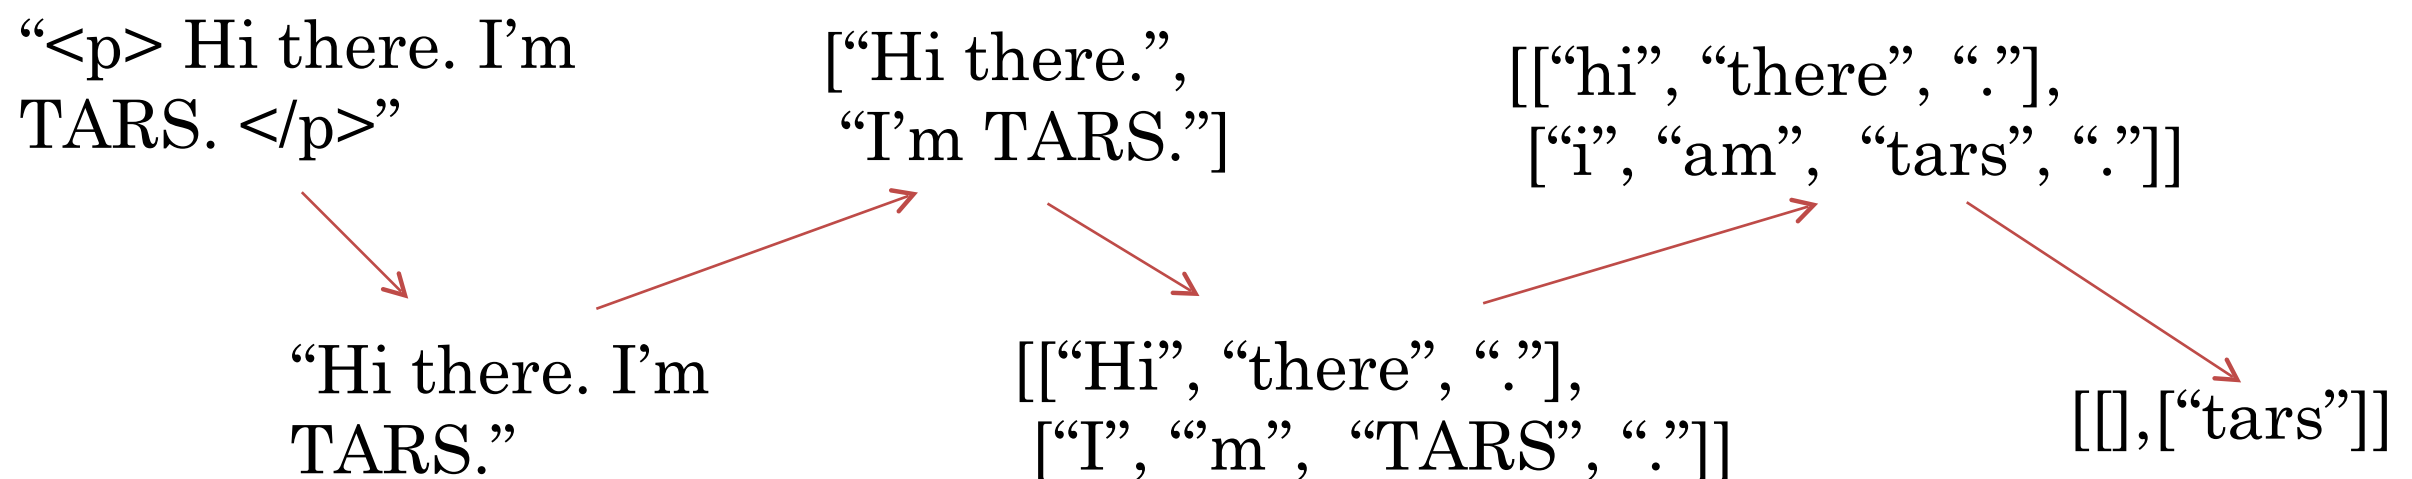 “<p> Hi there. I’m
TARS. </p>”
“Hi there. I’m
TARS.”
[“Hi there.”,
“I’m TARS.”]
[[“Hi”, “there”, “.”],
[“I”, “’m”, “TARS”, “.”]]
[[“hi”, “there”, “.”],
[“i”, “am”, “tars”, “.”]]
[[],[“tars”]]